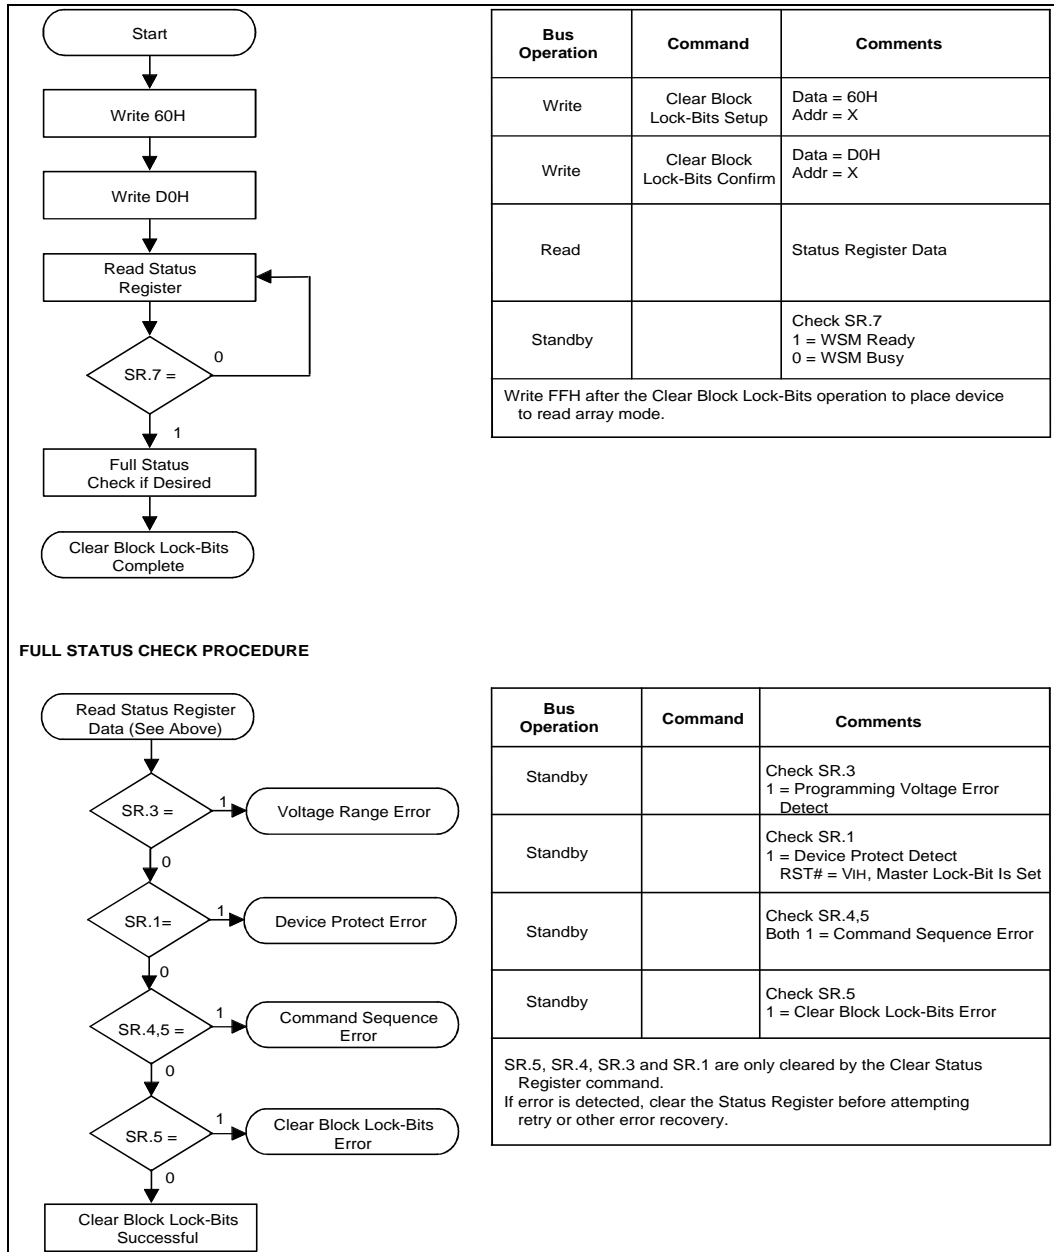 Start
Write 60H
Write D0H
Read Status
Register
0
SR.7 =
1
Full Status
Check if Desired
Clear Block Lock-Bits
Complete
Bus
Operation
Command
Comments
Write
Clear Block
Lock-Bits Setup
Data = 60H
Addr = X
Write
Clear Block
Lock-Bits Confirm
Data = D0H
Addr = X
Read
Status Register Data
Standby
Check SR.7
1 = WSM Ready
0 = WSM Busy
Write FFH after the Clear Block Lock-Bits operation to place device
to read array mode.
FULL STATUS CHECK PROCEDURE
Read Status Register
Data (See Above)
SR.3 =
1
Voltage Range Error
0
SR.1=
1
Device Protect Error
0
SR.4,5 =
1
Command Sequence
Error
0
SR.5 =
1
Clear Block Lock-Bits
Error
0
Clear Block Lock-Bits
Successful
Bus
Operation
Command
Comments
Standby
Check SR.3
1 = Programming Voltage Error
Detect
Standby
Check SR.1
1 = Device Protect Detect
RST# = VIH, Master Lock-Bit Is Set
Standby
Check SR.4,5
Both 1 = Command Sequence Error
Standby
Check SR.5
1 = Clear Block Lock-Bits Error
SR.5, SR.4, SR.3 and SR.1 are only cleared by the Clear Status
Register command.
If error is detected, clear the Status Register before attempting
retry or other error recovery.